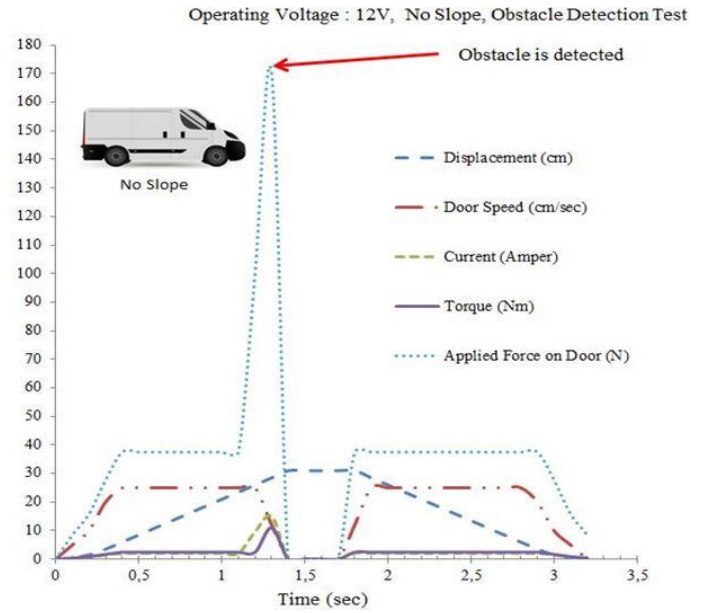 Operating Voltage : 12V, No Slope, Obstacle Detection Test
180
170
160
150
140
130
120
110
100
90
80
70
60
50
40
30
20
10
0
Obstacle is detected
No Slope
Displacement (cm)
Door Speed (cm/sec)
Current (Amper)
Torque (Nm)
Applied Force on Door (N)
0 0,5 1 1,5 2 2,5 3 3,5
Time (sec)